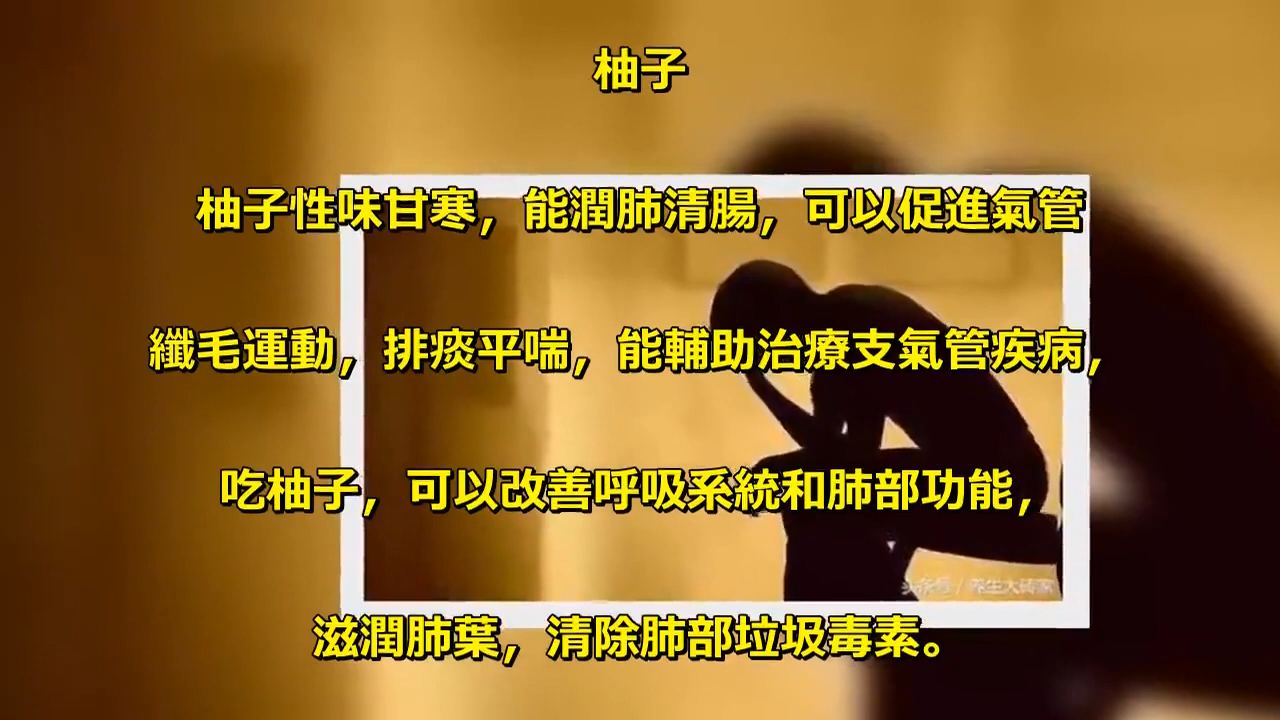 柚子
柚子性味甘寒，能潤肺清腸，可以促進氣管
纖毛運動，排痰平喘，能輔助治療支氣管疾病，
吃柚子，可以改善呼吸系統和肺部功能，
滋潤肺葉，清除肺部垃圾毒素。